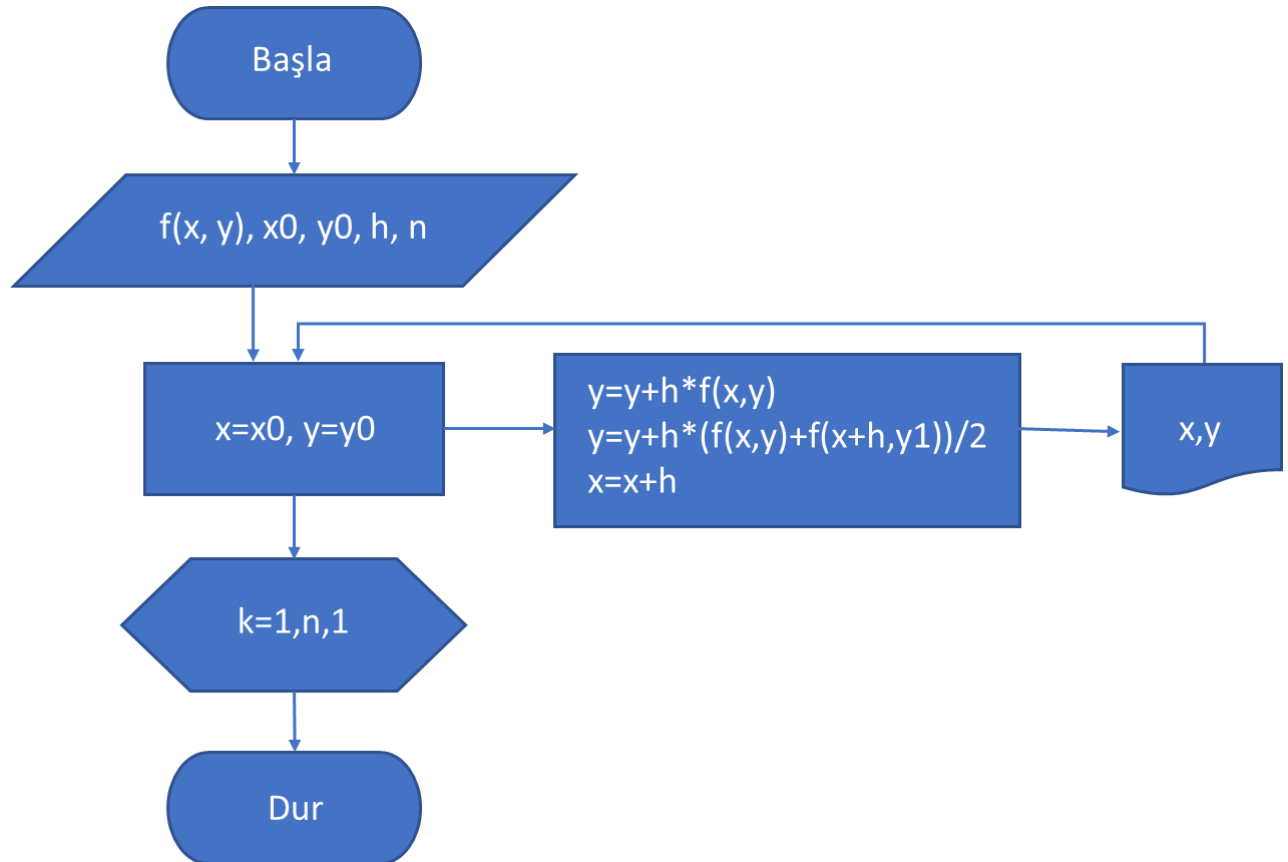 Başla
f(x, y), x0, y0, h, n
x=x0, y=y0
y=y+h*f(x,y)
y=y+h*(f(x,y)+f(x+h,y1))/2
x=x+h
x,y
k=1,n,1
Dur